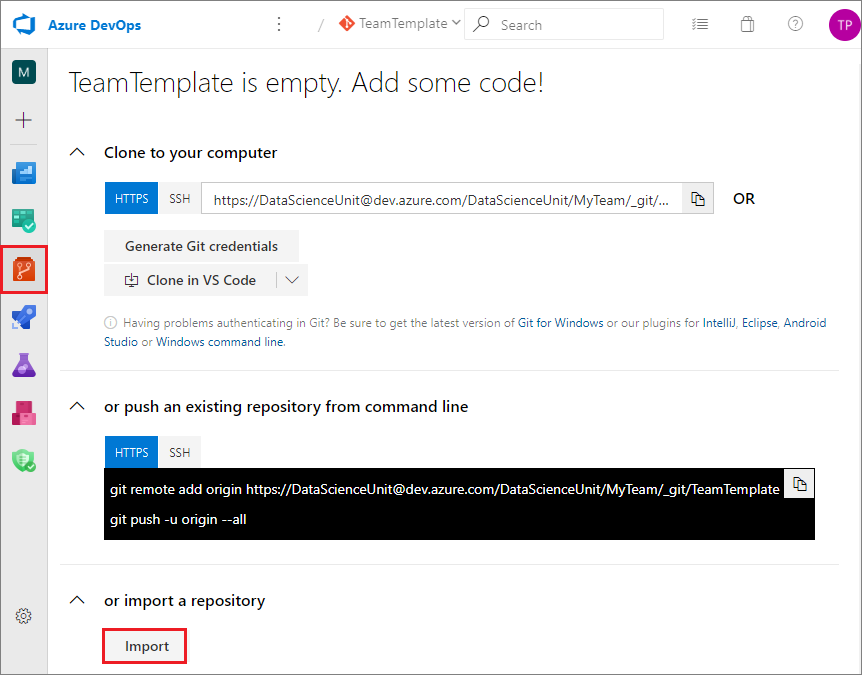 Azure DevOps
/
TeamTemplate
Search
TP
M
TeamTemplate is empty. Add some code!
Clone to your computer
HTTPS
SSH
https://DataScienceUnit@dev.azure.com/DataScienceUnit/MyTeam/_git/...
OR
Generate Git credentials
Clone in VS Code
Having problems authenticating in Git? Be sure to get the latest version of Git for Windows or our plugins for IntelliJ, Eclipse, Android
Studio or Windows command line.
or push an existing repository from command line
HTTPS
SSH
git remote add origin https://DataScienceUnit@dev.azure.com/DataScienceUnit/MyTeam/_git/TeamTemplate
git push -u origin --all
or import a repository
Import